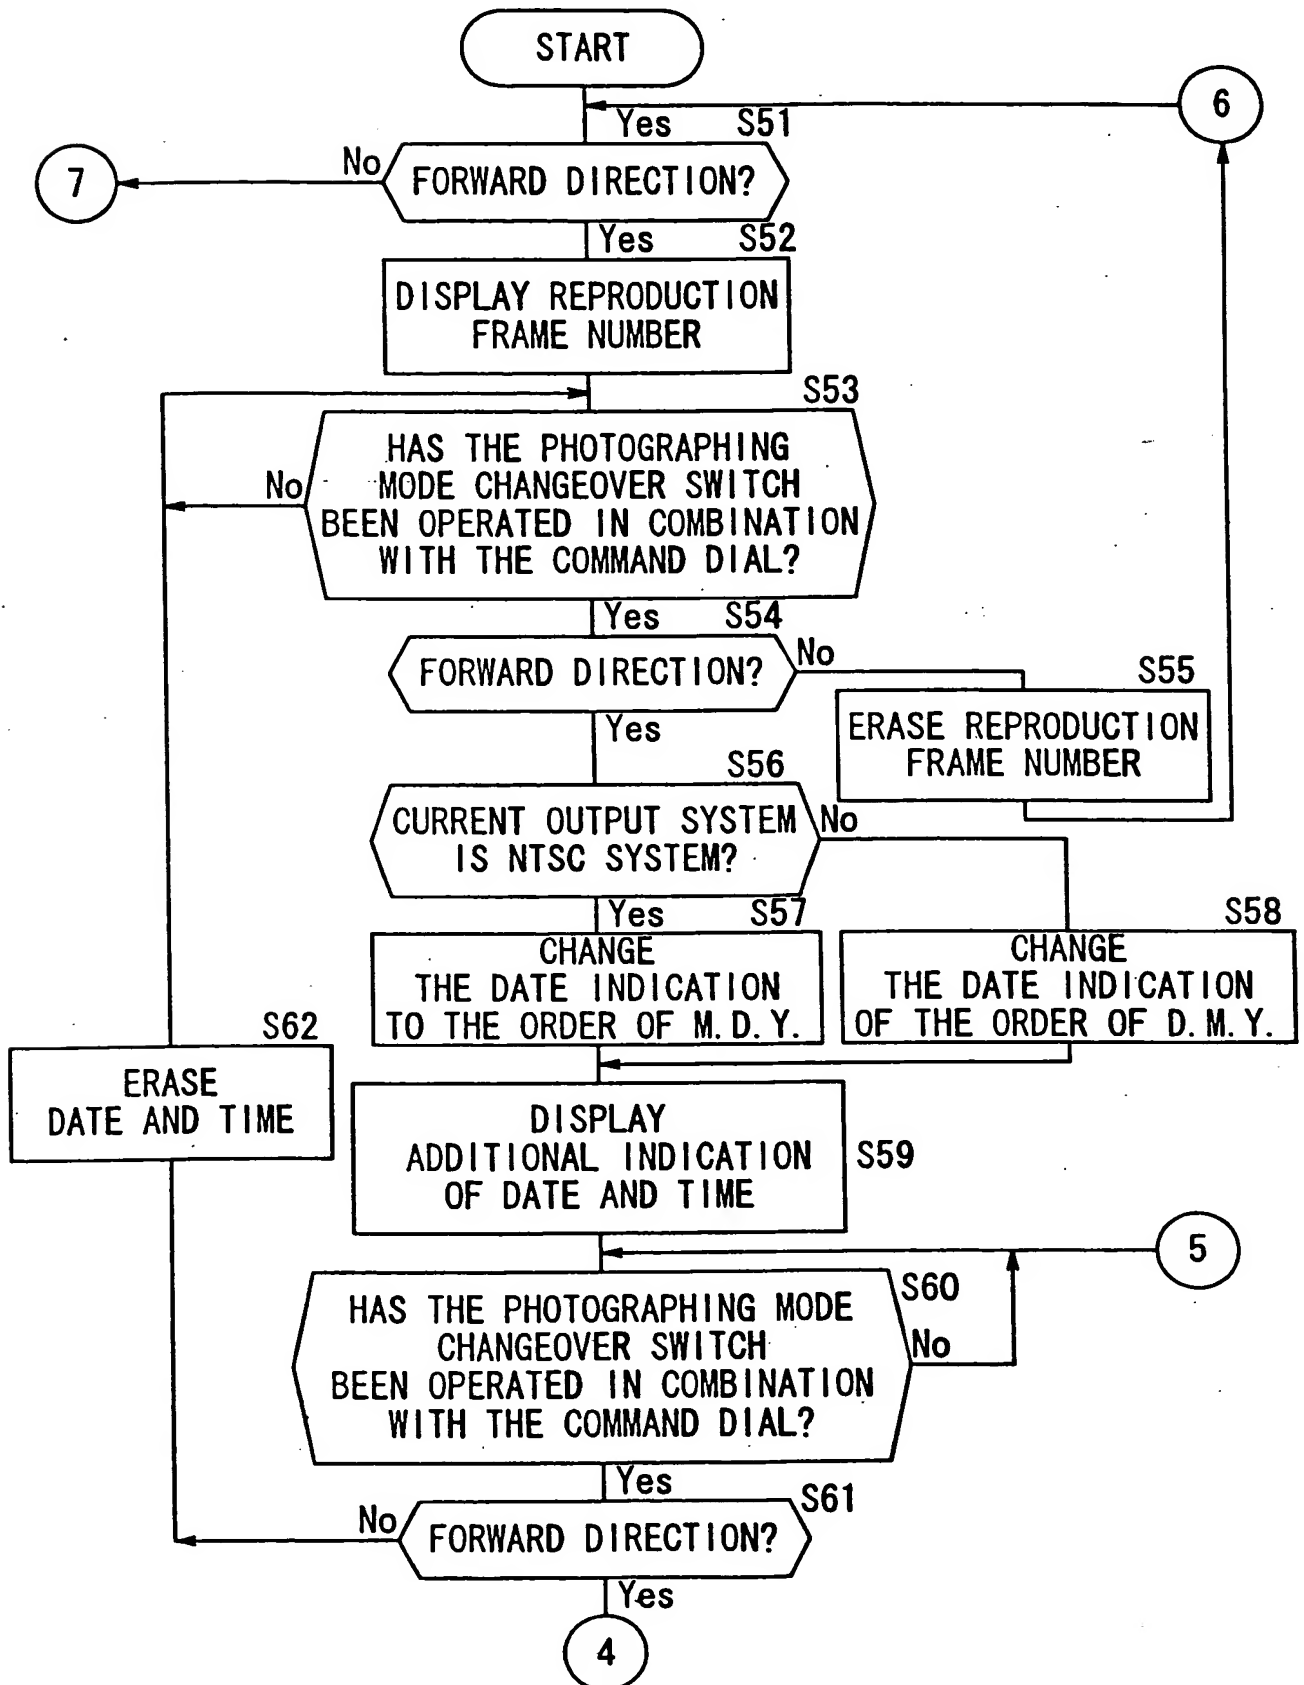 START
6
Yes S51
No
FORWARD DIRECTION?
7
Yes S52
DISPLAY REPRODUCTION
FRAME NUMBER
S53
HAS THE PHOTOGRAPHING
MODE CHANGEOVER SWITCH
BEEN OPERATED IN COMBINATION
WITH THE COMMAND DIAL?
No
Yes S54
FORWARD DIRECTION?
No
S55
ERASE REPRODUCTION
FRAME NUMBER
Yes
S56
CURRENT OUTPUT SYSTEM
IS NTSC SYSTEM?
No
Yes S57
CHANGE
THE DATE INDICATION
TO THE ORDER OF M.D.Y.
S58
CHANGE
THE DATE INDICATION
OF THE ORDER OF D.M.Y.
S62
ERASE
DATE AND TIME
DISPLAY
ADDITIONAL INDICATION
OF DATE AND TIME
S59
5
S60
HAS THE PHOTOGRAPHING MODE
CHANGEOVER SWITCH
BEEN OPERATED IN COMBINATION
WITH THE COMMAND DIAL?
No
Yes
S61
No
FORWARD DIRECTION?
Yes
4